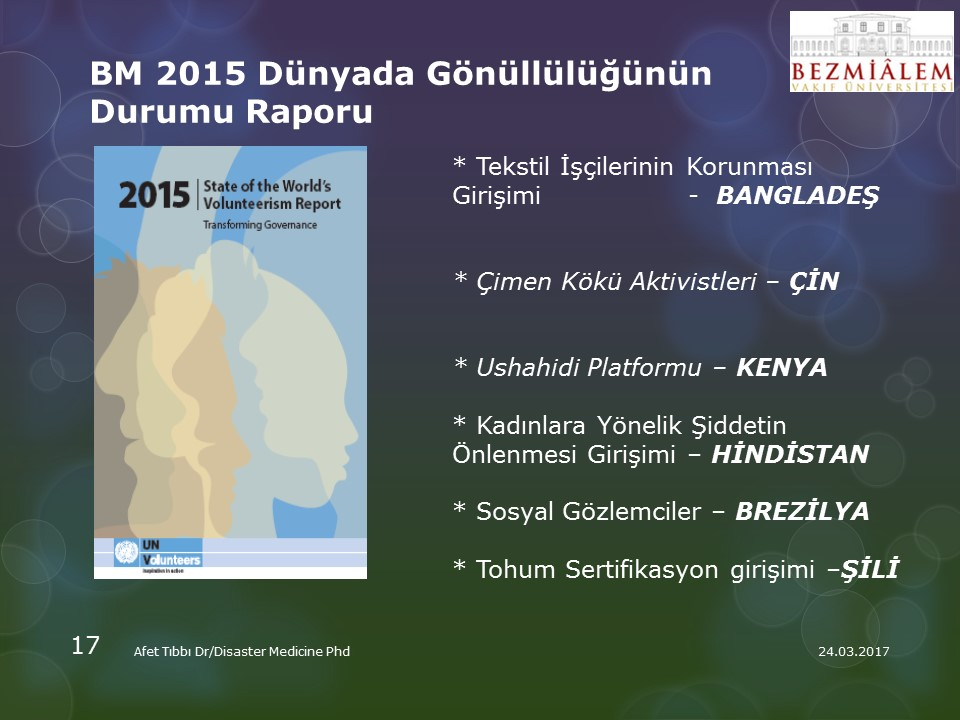 BM 2015 Dünyada Gönüllülüğünün
Durumu Raporu
BEZMİÂLEM
VAKIF ÜNİVERSİTESİ
2015 State of the World's
Volunteerism Report
Transforming Governance
UN
Volunteers
inspiration in action
* Tekstil İşçilerinin Korunması
Girişimi - BANGLADEŞ
* Çimen Kökü Aktivistleri – ÇİN
* Ushahidi Platformu – KENYA
* Kadınlara Yönelik Şiddetin
Önlenmesi Girişimi – HİNDİSTAN
* Sosyal Gözlemciler – BREZİLYA
* Tohum Sertifikasyon girişimi –ŞİLİ
17 Afet Tıbbı Dr/Disaster Medicine Phd 24.03.2017